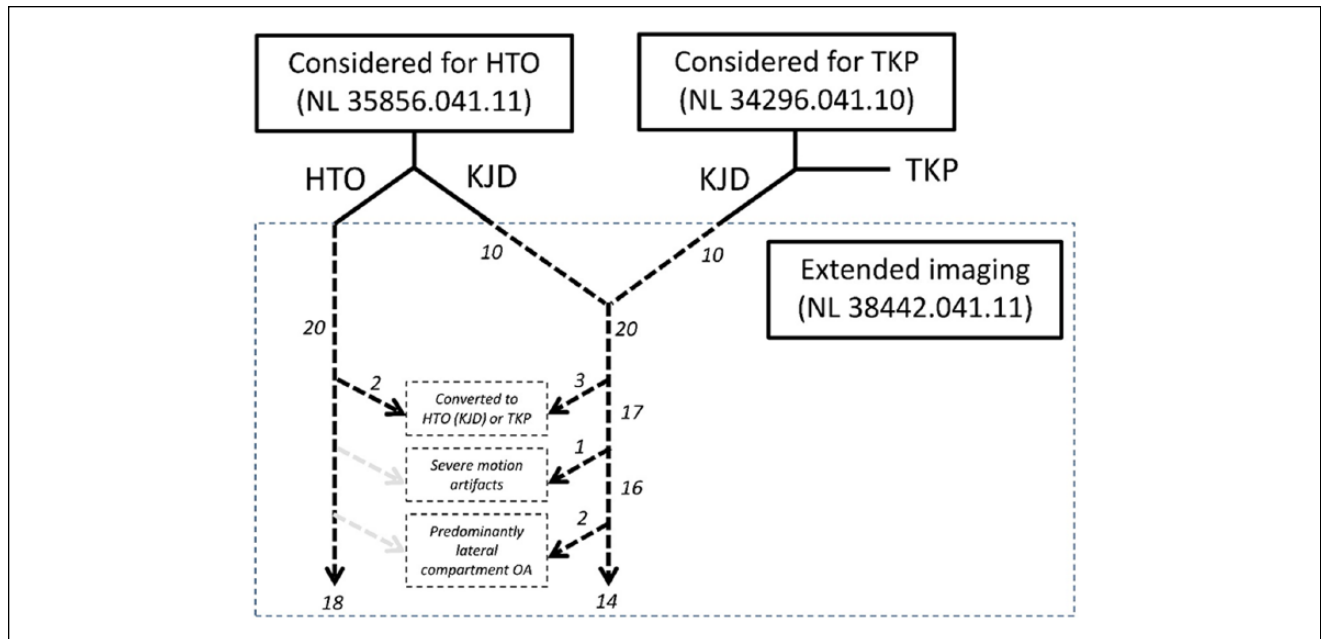 Considered for HTO
(NL 35856.041.11)
Considered for TKP
(NL 34296.041.10)
HTO
KJD
KJD
TKP
10
10
Extended imaging
(NL 38442.041.11)
20
20
2
3
Converted to
HTO (KJD) or TKP
17
1
Severe motion
artifacts
16
2
Predominantly
lateral
compartment OA
18
14